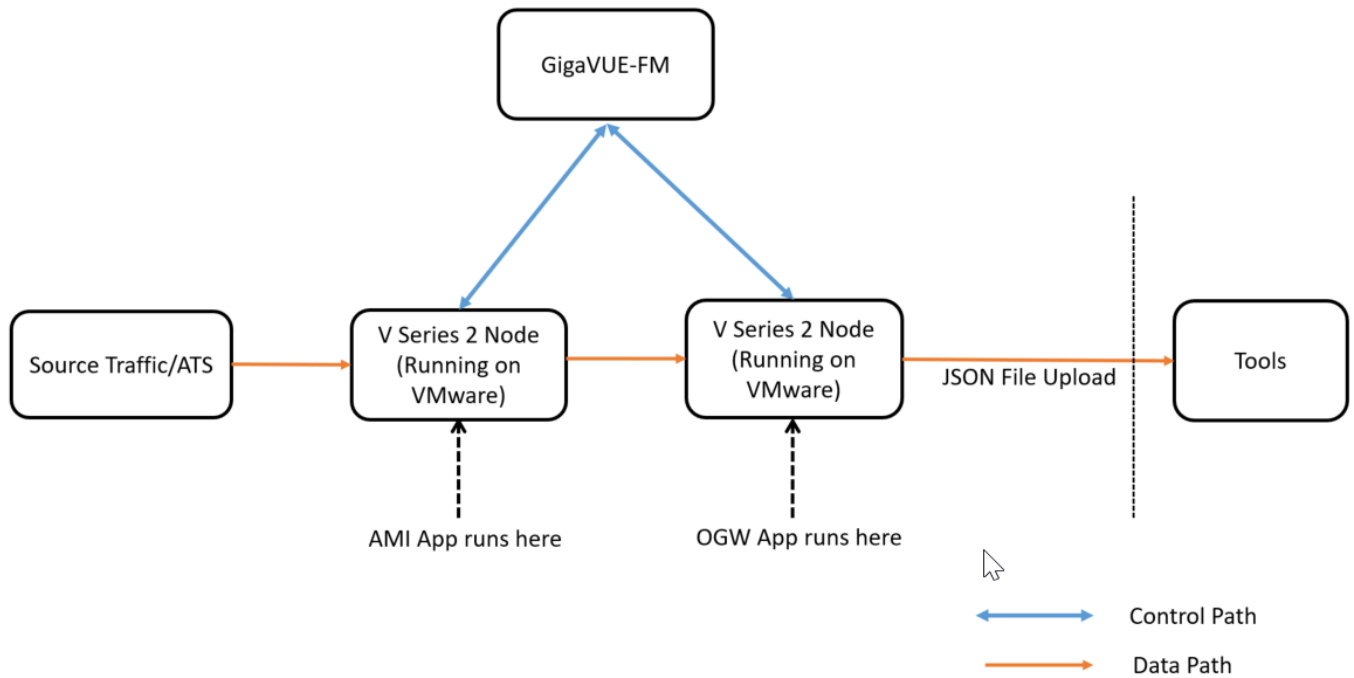 GigaVUE-FM
Source Traffic/ATS
V Series 2 Node
(Running on
VMware)
V Series 2 Node
(Running on
VMware)
JSON File Upload
Tools
AMI App runs here
OGW App runs here
Control Path
Data Path